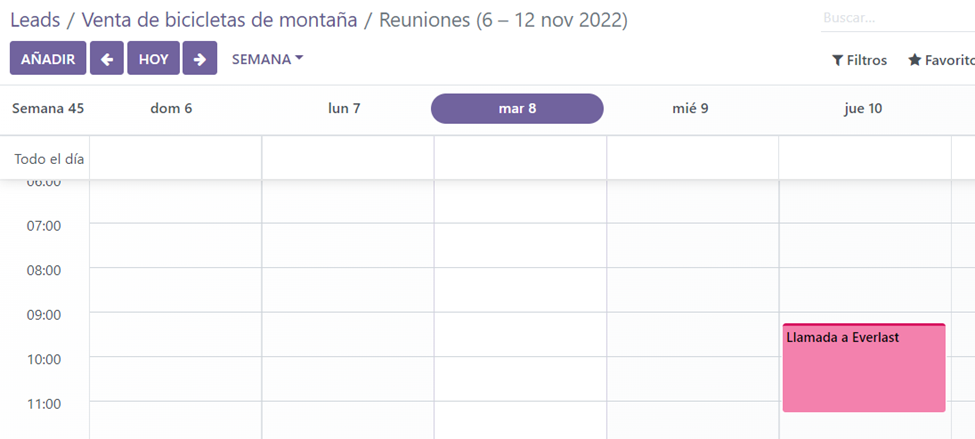 Leads / Venta de bicicletas de montaña / Reuniones (6 – 12 nov 2022)
Buscar...
AÑADIR HOY SEMANA
Filtros Favorito
Semana 45 dom 6 lun 7 mar 8 mié 9 jue 10
Todo el día
06:00
07:00
08:00
09:00
Llamada a Everlast
10:00
11:00